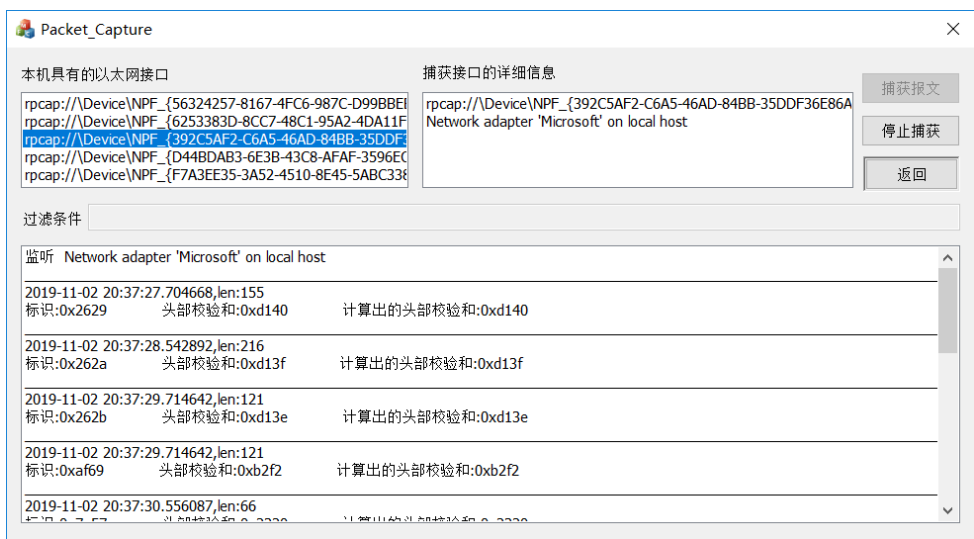 Packet_Capture
本机具有的以太网接口
rpcap://\Device\NPF_{56324257-8167-4FC6-987C-D99BBE
rpcap://\Device\NPF_{6253383D-8CC7-48C1-95A2-4DA11F
rpcap://\Device\NPF_{392C5AF2-C6A5-46AD-84BB-35DDF
rpcap://\Device\NPF_{D44BDAB3-6E3B-43C8-AFAF-3596E
rpcap://\Device\NPF_{F7A3EE35-3A52-4510-8E45-5ABC338
捕获接口的详细信息
rpcap://\Device\NPF_{392C5AF2-C6A5-46AD-84BB-35DDF36E86A
Network adapter 'Microsoft' on local host
捕获报文
停止捕获
返回
过滤条件
监听 Network adapter 'Microsoft' on local host
2019-11-02 20:37:27.704668,len:155
标识:0x2629 头部校验和:0xd140 计算出的头部校验和:0xd140
2019-11-02 20:37:28.542892,len:216
标识:0x262a 头部校验和:0xd13f 计算出的头部校验和:0xd13f
2019-11-02 20:37:29.714642,len:121
标识:0x262b 头部校验和:0xd13e 计算出的头部校验和:0xd13e
2019-11-02 20:37:29.714642,len:121
标识:0xaf69 头部校验和:0xb2f2 计算出的头部校验和:0xb2f2
2019-11-02 20:37:30.556087,len:66